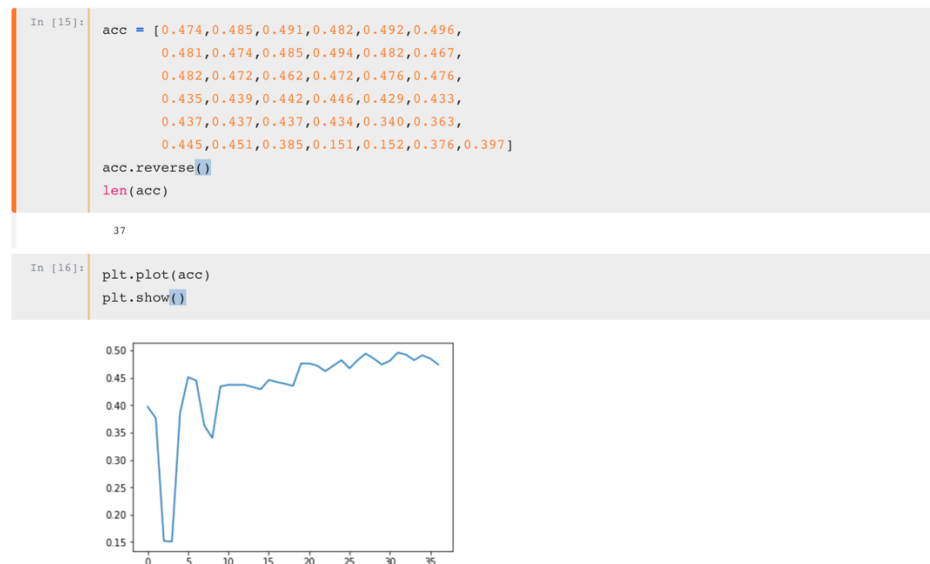 In [15]:
acc = [0.474,0.485,0.491,0.482,0.492,0.496,
0.481,0.474,0.485,0.494,0.482,0.467,
0.482,0.472,0.462,0.472,0.476,0.476,
0.435,0.439,0.442,0.446,0.429,0.433,
0.437,0.437,0.437,0.434,0.340,0.363,
0.445,0.451,0.385,0.151,0.152,0.376,0.397]
acc.reverse()
len(acc)
37
In [16]:
plt.plot(acc)
plt.show()
0.50
0.45
0.40
0.35
0.30
0.25
0.20
0.15
0 5 10 15 20 25 30 35